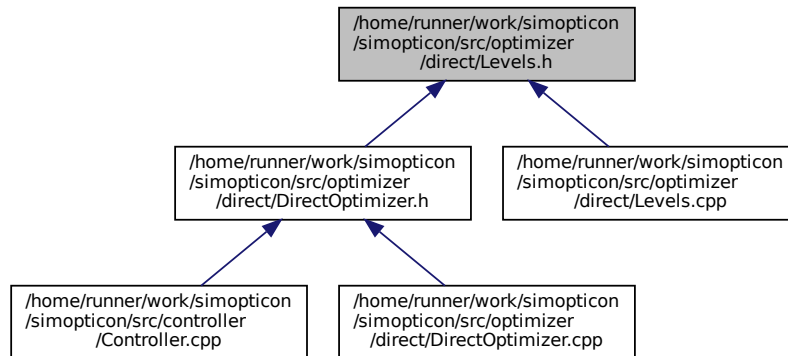 /home/runner/work/simopticon
/simopticon/src/optimizer
/direct/Levels.h
/home/runner/work/simopticon
/simopticon/src/optimizer
/direct/DirectOptimizer.h
/home/runner/work/simopticon
/simopticon/src/optimizer
/direct/Levels.cpp
/home/runner/work/simopticon
/simopticon/src/controller
/Controller.cpp
/home/runner/work/simopticon
/simopticon/src/optimizer
/direct/DirectOptimizer.cpp